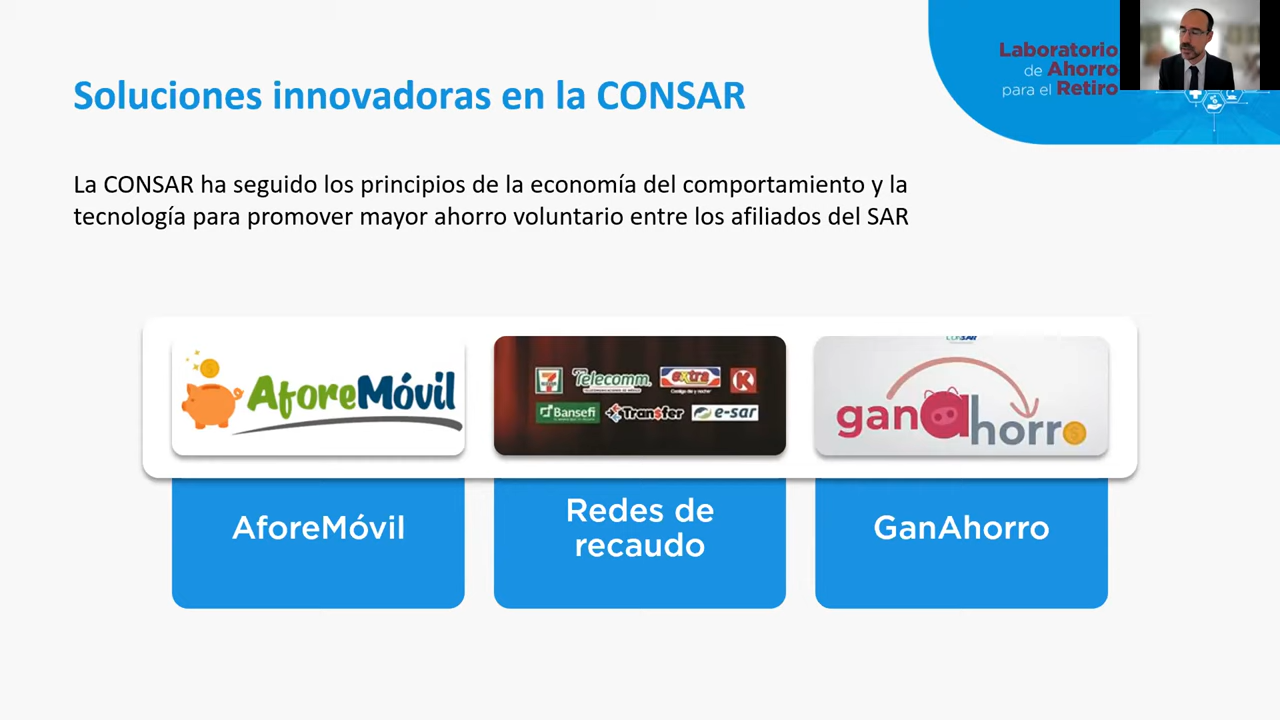 Soluciones innovadoras en la CONSAR
Laboratorio
de Ahorro
para el Retiro
La CONSAR ha seguido los principios de la economía del comportamiento y la
tecnología para promover mayor ahorro voluntario entre los afiliados del SAR
AforeMóvil
Telecomm
extra
K
Bansefi
Transfer
e-sar
CONSAR
ganAhorro
AforeMóvil
Redes de
recaudo
GanAhorro